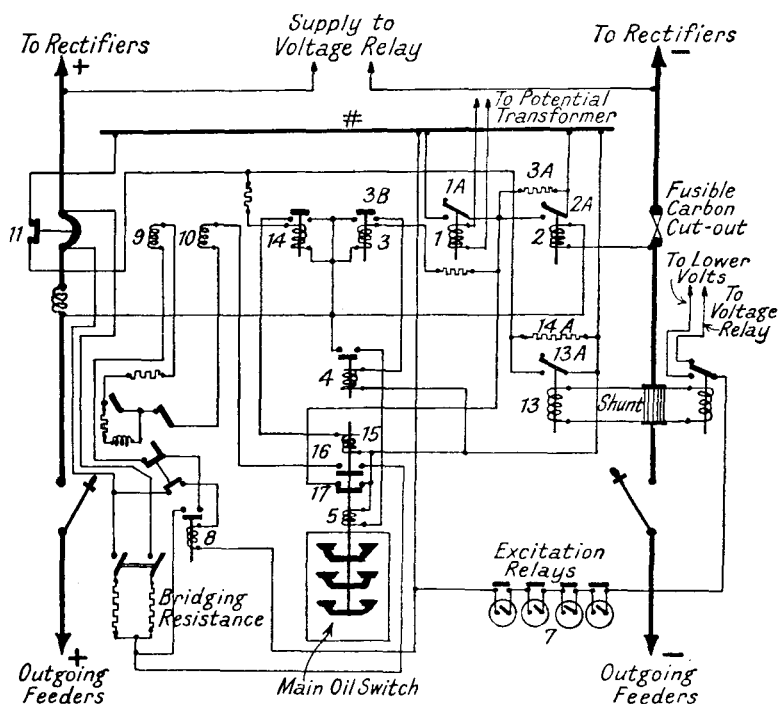 Supply to
Voltage Relay
To Rectifiers
+
To Rectifiers
−
#
To Potential
Transformer
1A
3A
2A
3B
11
9
10
14
3
1
2
Fusible
Carbon
Cut-out
To Lower
Volts
To
Voltage
Relay
14A
13A
4
13
Shunt
15
16
17
5
8
Bridging
Resistance
Excitation
Relays
7
+
Outgoing
Feeders
Main Oil Switch
−
Outgoing
Feeders